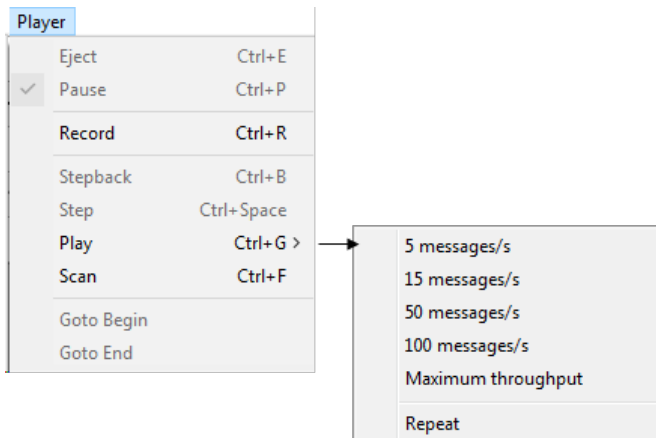 Player
Eject Ctrl+E
Pause Ctrl+P
Record Ctrl+R
Stepback Ctrl+B
Step Ctrl+Space
Play Ctrl+G >
Scan Ctrl+F
Goto Begin
Goto End
5 messages/s
15 messages/s
50 messages/s
100 messages/s
Maximum throughput
Repeat